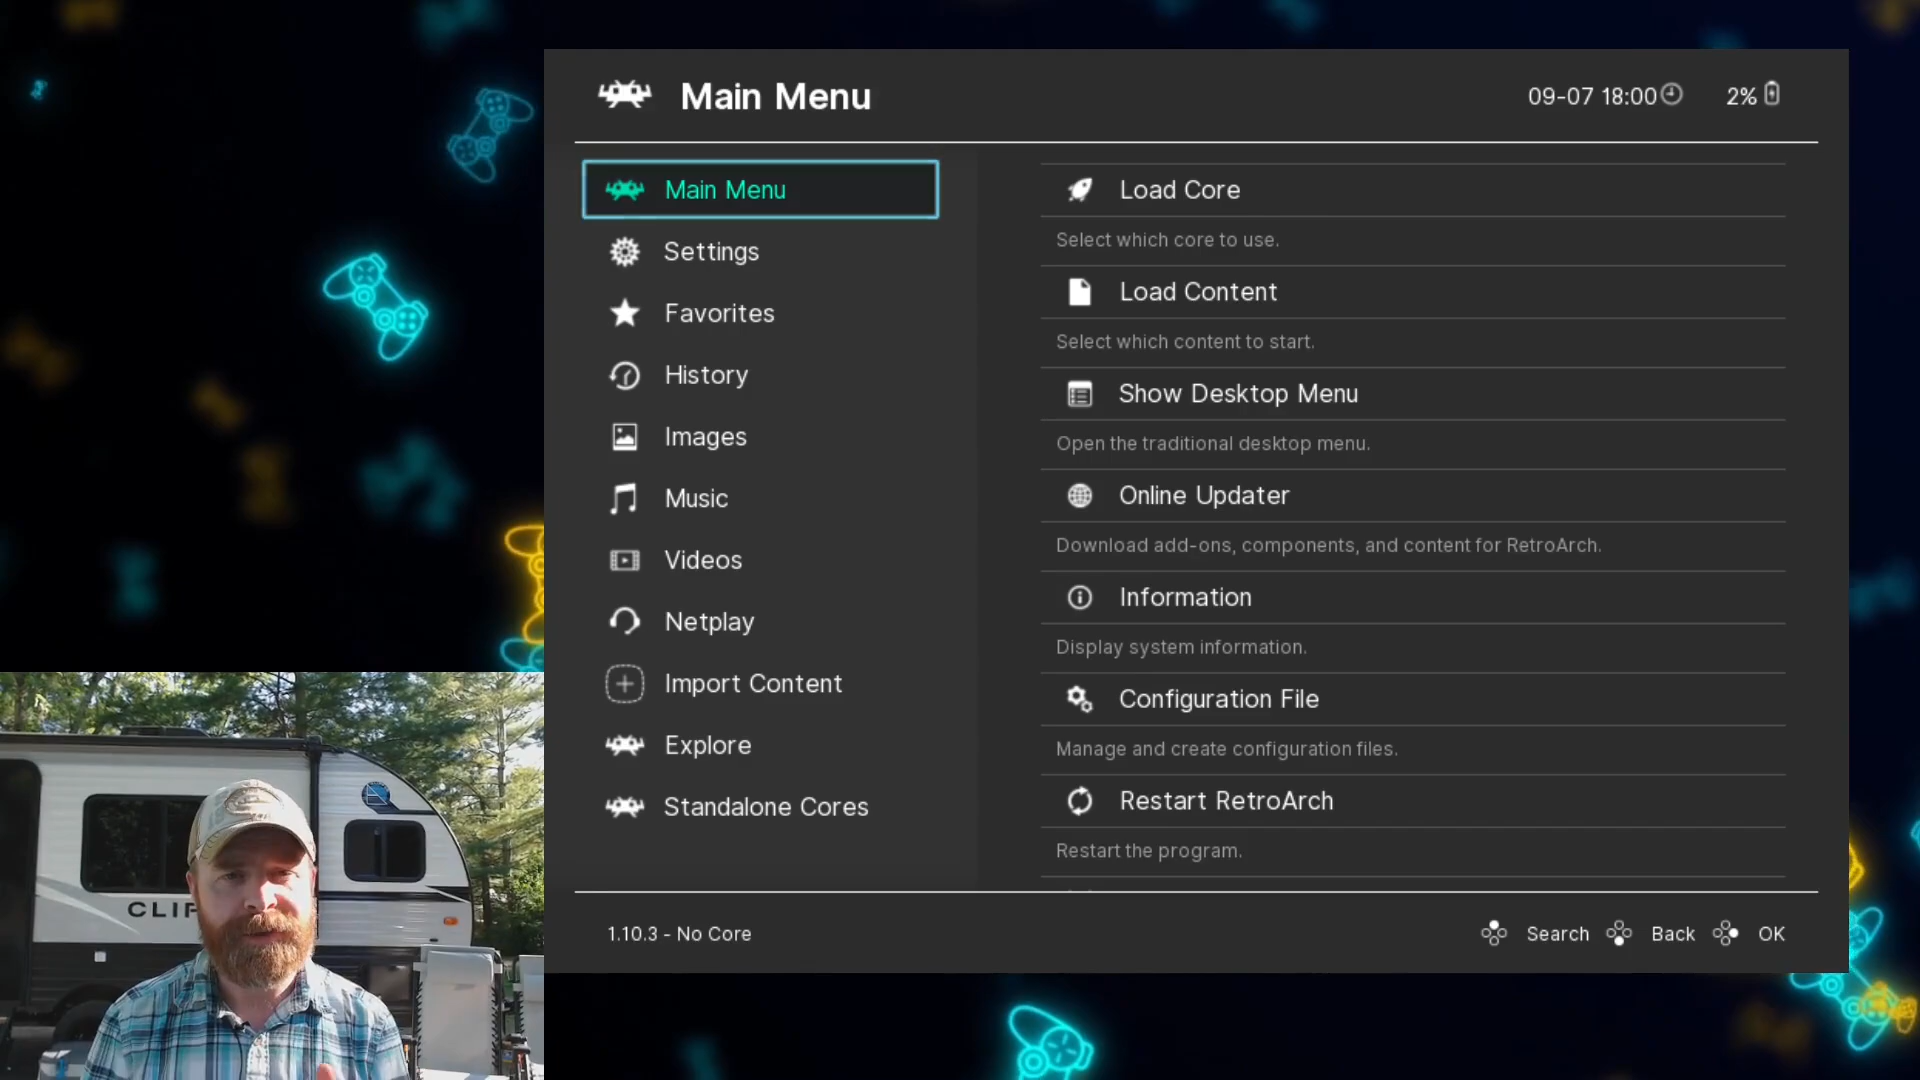 Main Menu
09-07 18:00
2%
Main Menu
Settings
Favorites
History
Images
Music
Videos
Netplay
Import Content
Explore
Standalone Cores
Load Core
Select which core to use.
Load Content
Select which content to start.
Show Desktop Menu
Open the traditional desktop menu.
Online Updater
Download add-ons, components, and content for RetroArch.
Information
Display system information.
Configuration File
Manage and create configuration files.
Restart RetroArch
Restart the program.
1.10.3 - No Core
Search
Back
OK
CLIP